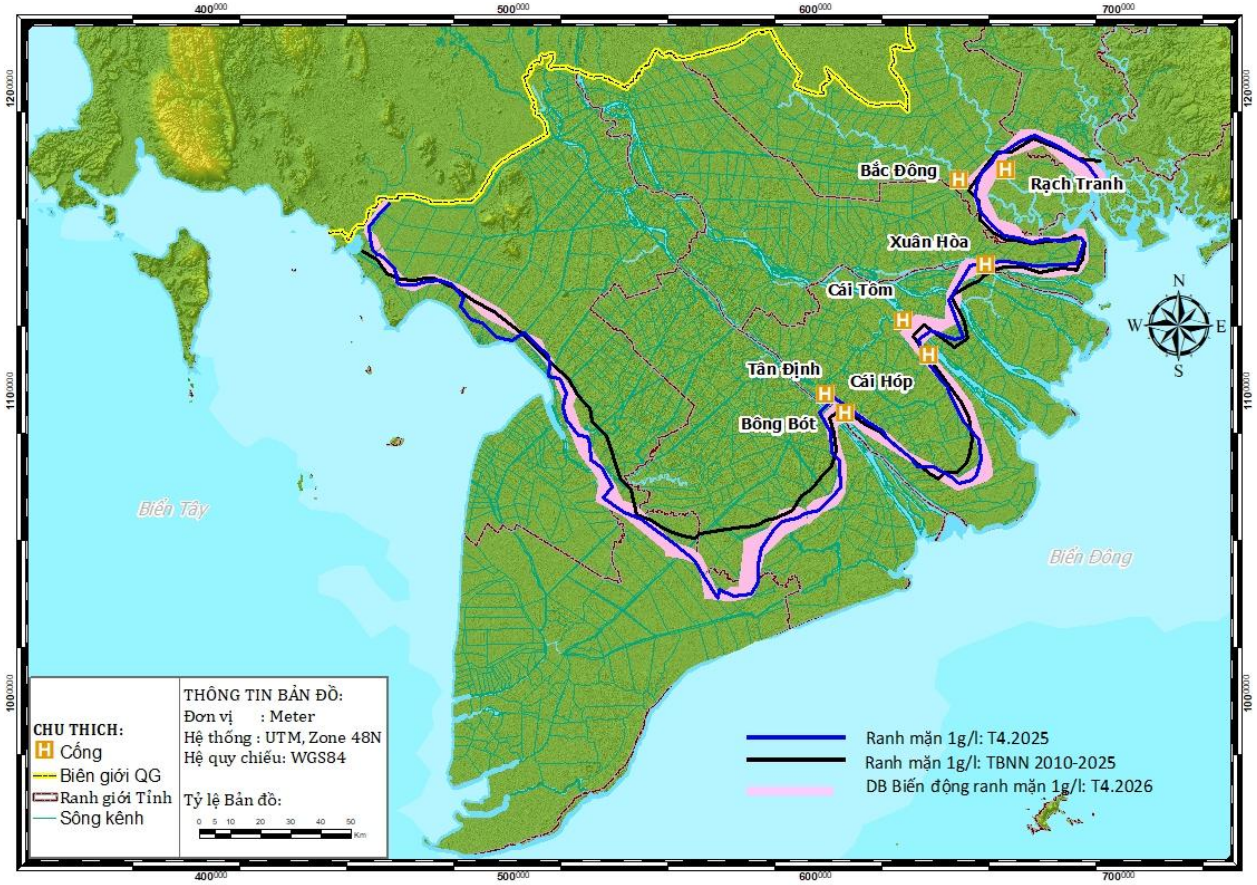 400000
500000
600000
700000
1200000
1200000
Bắc Đông
Rạch Tranh
Xuân Hòa
Cái Tôm
N
W
E
S
Tân Định
Cái Hóp
1100000
1100000
Bông Bót
Biển Tây
Biển Đông
1000000
1000000
CHU THICH:
H Cống
Biên giới QG
Ranh giới Tỉnh
Sông kênh
THÔNG TIN BẢN ĐỒ:
Đơn vị : Meter
Hệ thống : UTM, Zone 48N
Hệ quy chiếu: WGS84
Tỷ lệ Bản đồ:
0 5 10 20 30 40 50
Km
Ranh mặn 1g/l: T4.2025
Ranh mặn 1g/l: TBNN 2010-2025
DB Biến động ranh mặn 1g/l: T4.2026
400000
500000
600000
700000